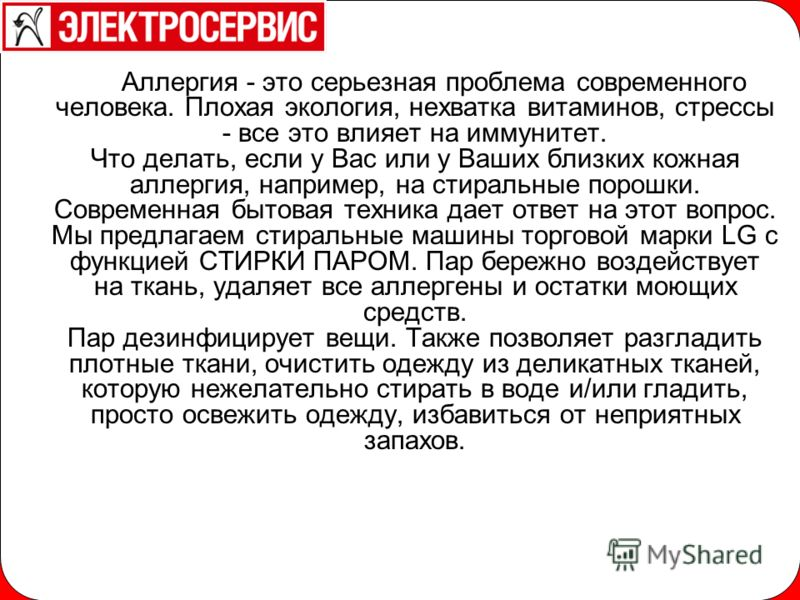 ЭЛЕКТРОСЕРВИС
Аллергия - это серьезная проблема современного
человека. Плохая экология, нехватка витаминов, стрессы
- все это влияет на иммунитет.
Что делать, если у Вас или у Ваших близких кожная
аллергия, например, на стиральные порошки.
Современная бытовая техника дает ответ на этот вопрос.
Мы предлагаем стиральные машины торговой марки LG с
функцией СТИРКИ ПАРОМ. Пар бережно воздействует
на ткань, удаляет все аллергены и остатки моющих
средств.
Пар дезинфицирует вещи. Также позволяет разгладить
плотные ткани, очистить одежду из деликатных тканей,
которую нежелательно стирать в воде и/или гладить,
просто освежить одежду, избавиться от неприятных
запахов.
MyShared